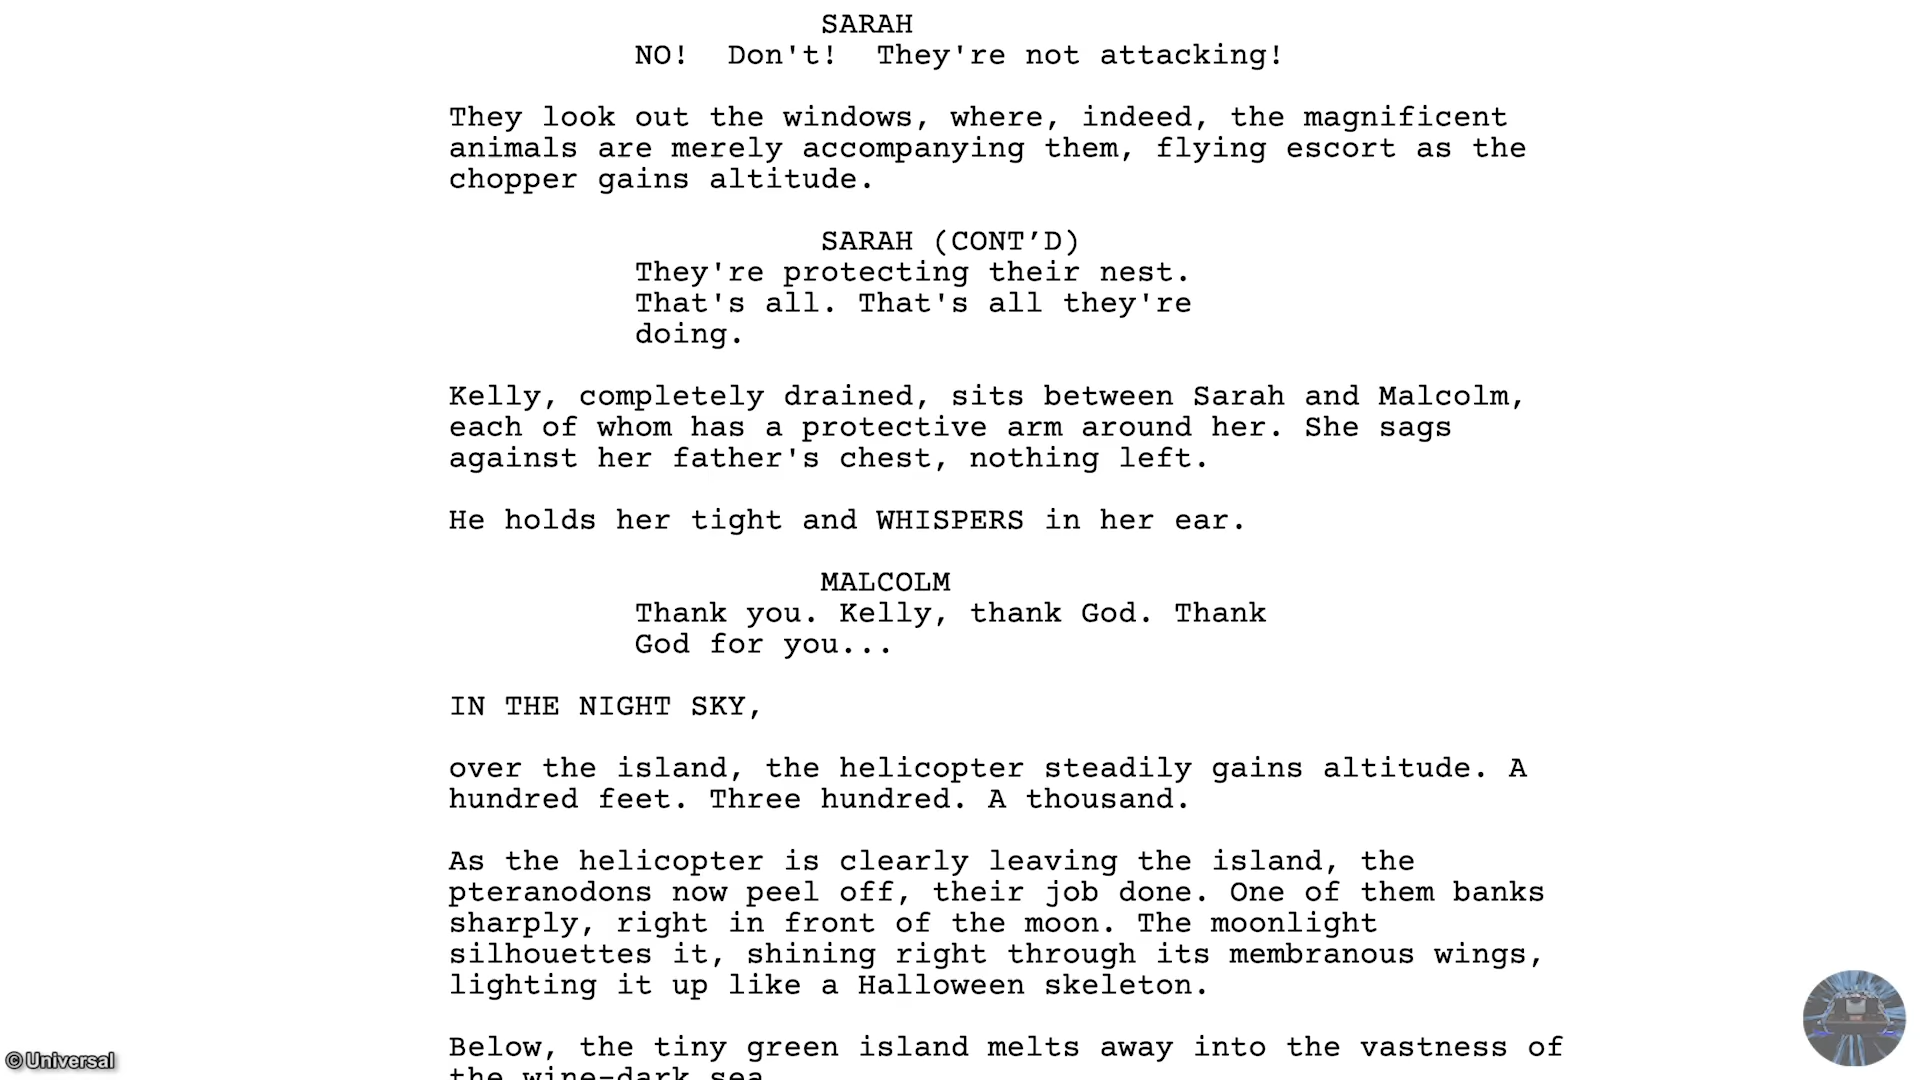 SARAH
NO!  Don't!  They're not attacking!
They look out the windows, where, indeed, the magnificent
animals are merely accompanying them, flying escort as the
chopper gains altitude.
SARAH (CONT’D)
They're protecting their nest.
That's all. That's all they're
doing.
Kelly, completely drained, sits between Sarah and Malcolm,
each of whom has a protective arm around her. She sags
against her father's chest, nothing left.
He holds her tight and WHISPERS in her ear.
MALCOLM
Thank you. Kelly, thank God. Thank
God for you...
IN THE NIGHT SKY,
over the island, the helicopter steadily gains altitude. A
hundred feet. Three hundred. A thousand.
As the helicopter is clearly leaving the island, the
pteranodons now peel off, their job done. One of them banks
sharply, right in front of the moon. The moonlight
silhouettes it, shining right through its membranous wings,
lighting it up like a Halloween skeleton.
Below, the tiny green island melts away into the vastness of
the wine-dark sea
© Universal